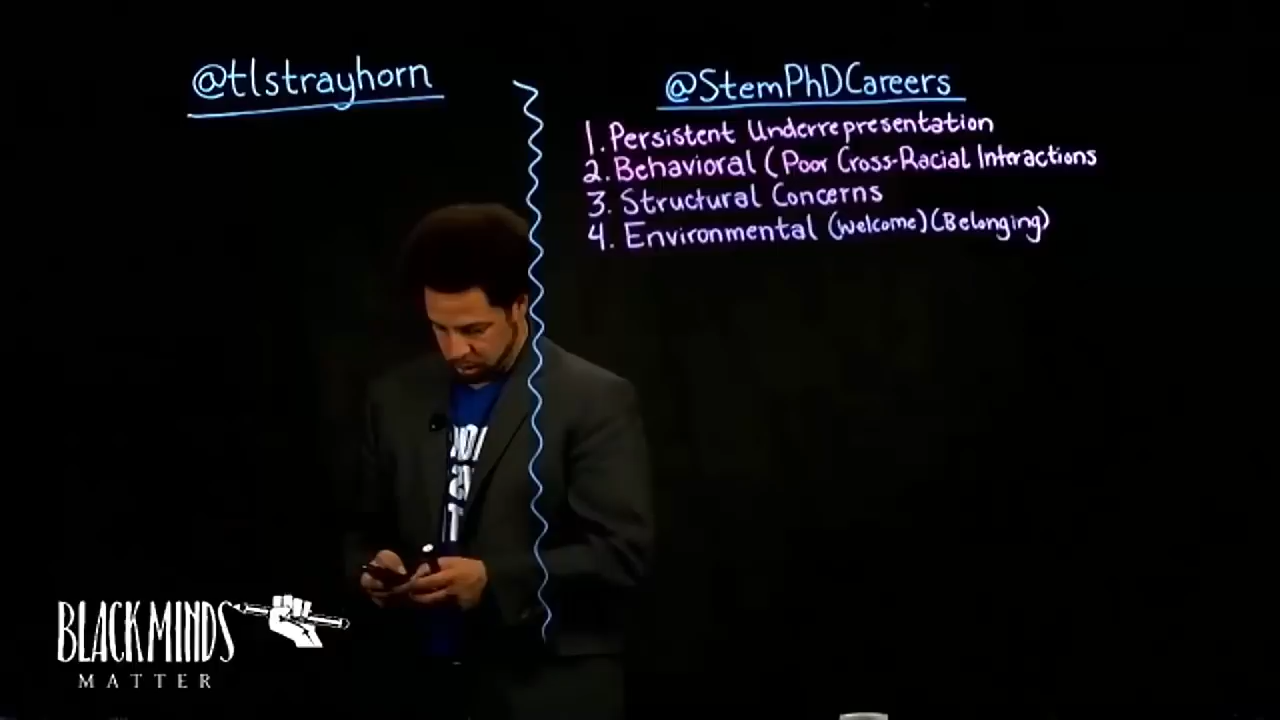 @tlstrayhorn
@StemPhDCareers
1. Persistent Underrepresentation
2. Behavioral (Poor Cross-Racial Interactions
3. Structural Concerns
4. Environmental (Welcome) (Belonging)
BLACK MINDS
MATTER